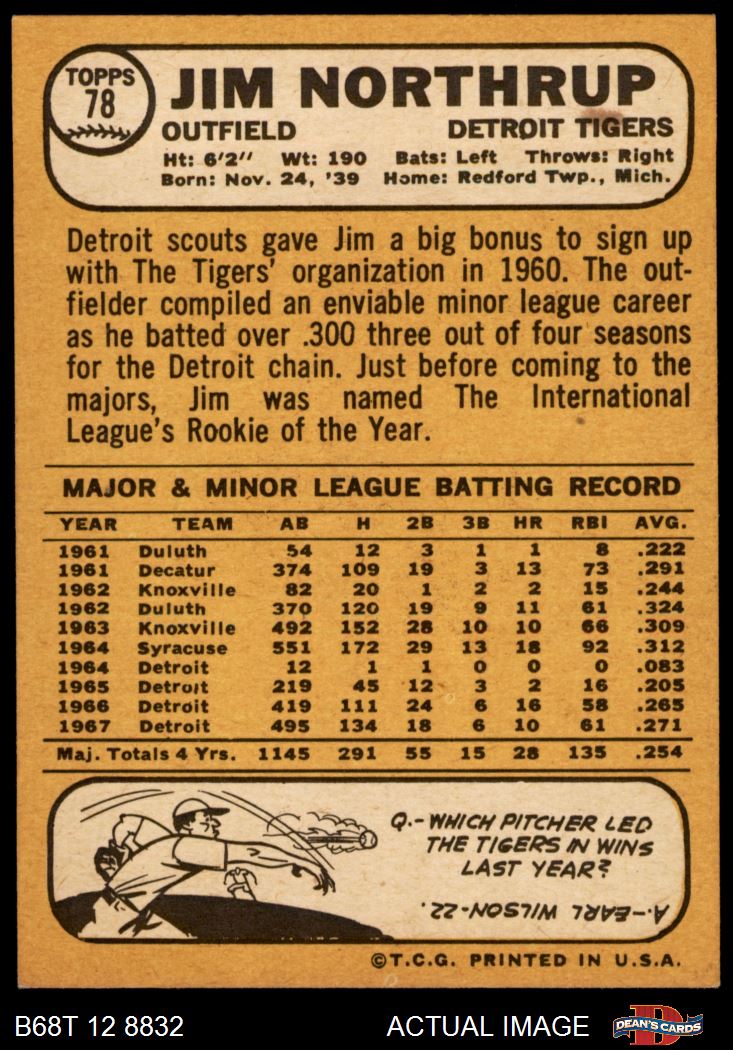 TOPPS
78
JIM NORTHRUP
OUTFIELD DETROIT TIGERS
Ht: 6'2" Wt: 190 Bats: Left Throws: Right
Born: Nov. 24, '39 Home: Redford Twp., Mich.
Detroit scouts gave Jim a big bonus to sign up
with The Tigers' organization in 1960. The out-
fielder compiled an enviable minor league career
as he batted over .300 three out of four seasons
for the Detroit chain. Just before coming to the
majors, Jim was named The International
League's Rookie of the Year.
MAJOR & MINOR LEAGUE BATTING RECORD
YEAR TEAM AB H 2B 3B HR RBI AVG.
1961 Duluth 54 12 3 1 1 8 .222
1961 Decatur 374 109 19 3 13 73 .291
1962 Knoxville 82 20 1 2 2 15 .244
1962 Duluth 370 120 19 9 11 61 .324
1963 Knoxville 492 152 28 10 10 66 .309
1964 Syracuse 551 172 29 13 18 92 .312
1964 Detroit 12 1 1 0 0 0 .083
1965 Detroit 219 45 12 3 2 16 .205
1966 Detroit 419 111 24 6 16 58 .265
1967 Detroit 495 134 18 6 10 61 .271
Maj. Totals 4 Yrs. 1145 291 55 15 28 135 .254
Q.-WHICH PITCHER LED
THE TIGERS IN WINS
LAST YEAR?
A.-EARL WILSON-22.
©T.C.G. PRINTED IN U.S.A.
B68T 12 8832 ACTUAL IMAGE
D
DEAN'S CARDS